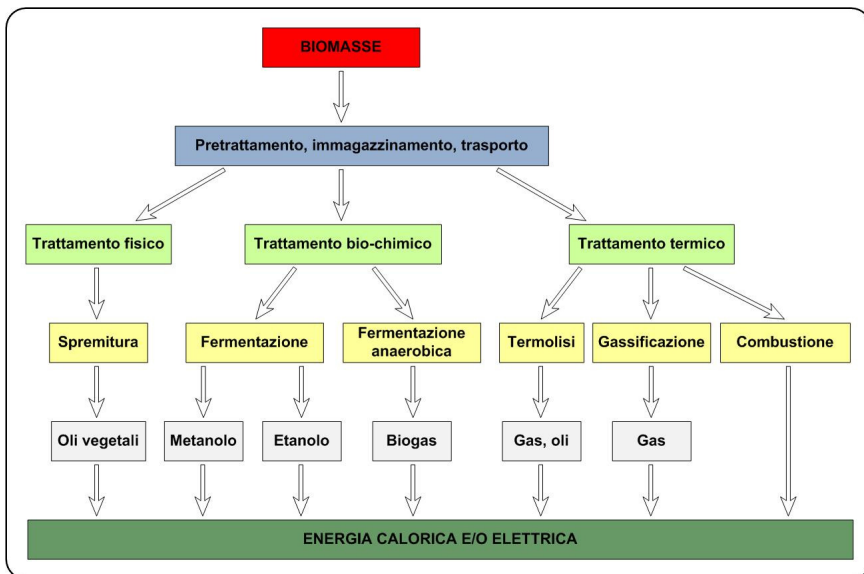 BIOMASSE
Pretrattamento, immagazzinamento, trasporto
Trattamento fisico
Trattamento bio-chimico
Trattamento termico
Spremitura
Fermentazione
Fermentazione
anaerobica
Termolisi
Gassificazione
Combustione
Oli vegetali
Metanolo
Etanolo
Biogas
Gas, oli
Gas
ENERGIA CALORICA E/O ELETTRICA